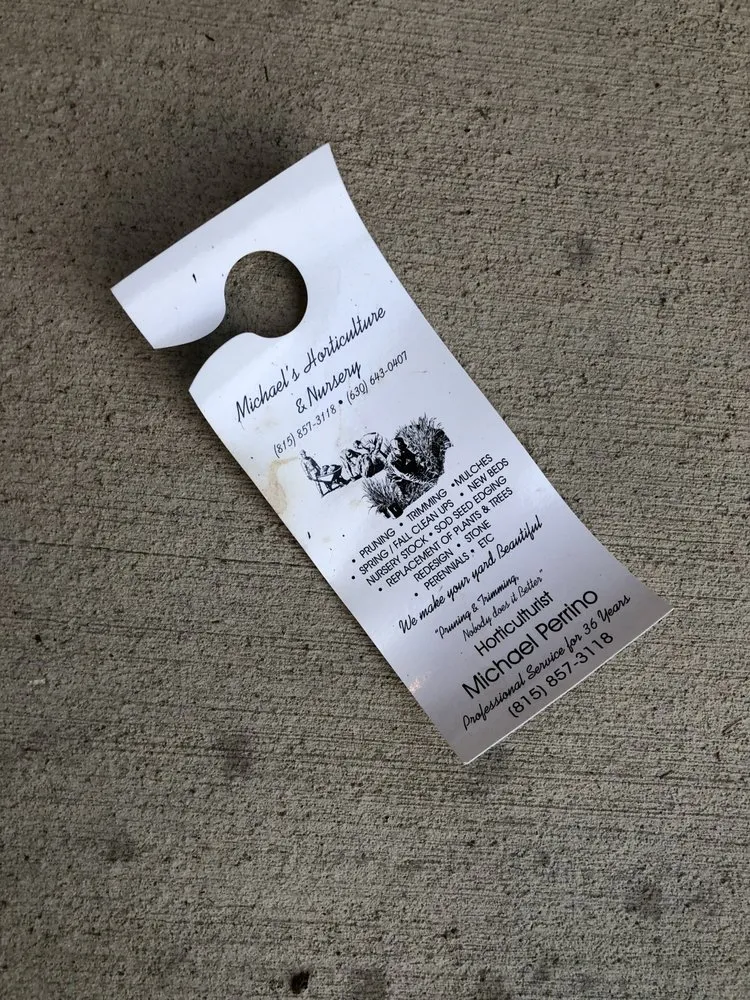 Michael's Horticulture
& Nursery
(815) 857-3118 • (630) 643-0407
• PRUNING • TRIMMING • MULCHES
• SPRING / FALL CLEAN UPS • NEW BEDS
NURSERY STOCK • SOD SEED EDGING
• REPLACEMENT OF PLANTS & TREES
REDESIGN • STONE
• PERENNIALS • ETC
We make your yard Beautiful
"Pruning & Trimming,
Nobody does it Better"
Horticulturist
Michael Perrino
Professional Service for 36 Years
(815) 857-3118